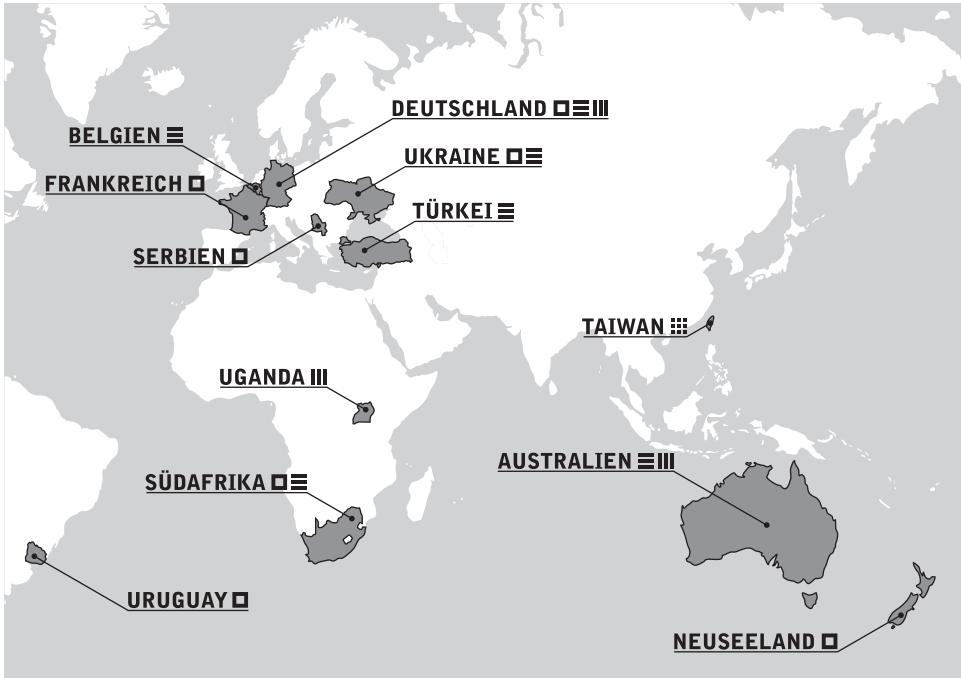 DEUTSCHLAND
BELGIEN
UKRAINE
FRANKREICH
TÜRKEI
SERBIEN
TAIWAN
UGANDA
AUSTRALIEN
SÜDAFRIKA
URUGUAY
NEUSEELAND